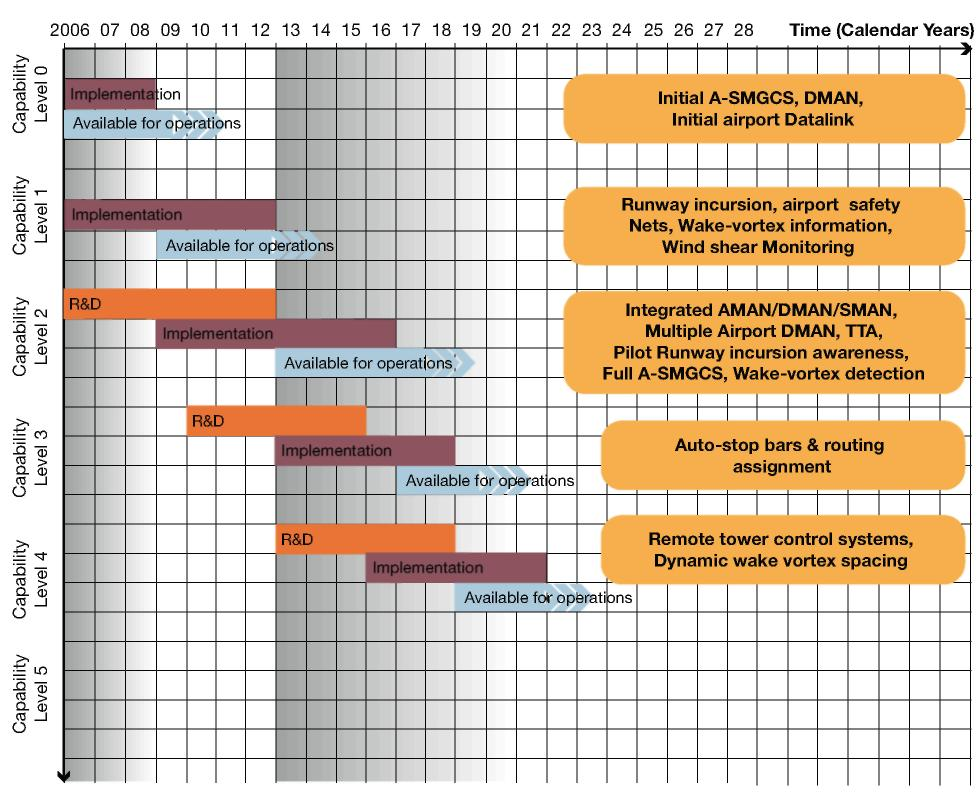 2006 07 08 09 10 11 12 13 14 15 16 17 18 19 20 21 22 23 24 25 26 27 28 Time (Calendar Years)
Capability
Level 0
Implementation
Available for operations
Initial A-SMGCS, DMAN,
Initial airport Datalink
Capability
Level 1
Implementation
Available for operations
Runway incursion, airport safety
Nets, Wake-vortex information,
Wind shear Monitoring
Capability
Level 2
R&D
Implementation
Available for operations
Integrated AMAN/DMAN/SMAN,
Multiple Airport DMAN, TTA,
Pilot Runway incursion awareness,
Full A-SMGCS, Wake-vortex detection
Capability
Level 3
R&D
Implementation
Available for operations
Auto-stop bars & routing
assignment
Capability
Level 4
R&D
Implementation
Available for operations
Remote tower control systems,
Dynamic wake vortex spacing
Capability
Level 5